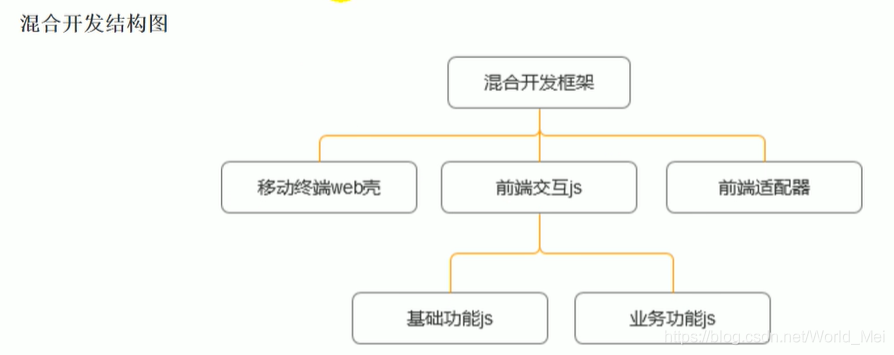 混合开发结构图
混合开发框架
移动终端web壳
前端交互js
前端适配器
基础功能js
业务功能js
https://blog.csdn.net/World_Mei